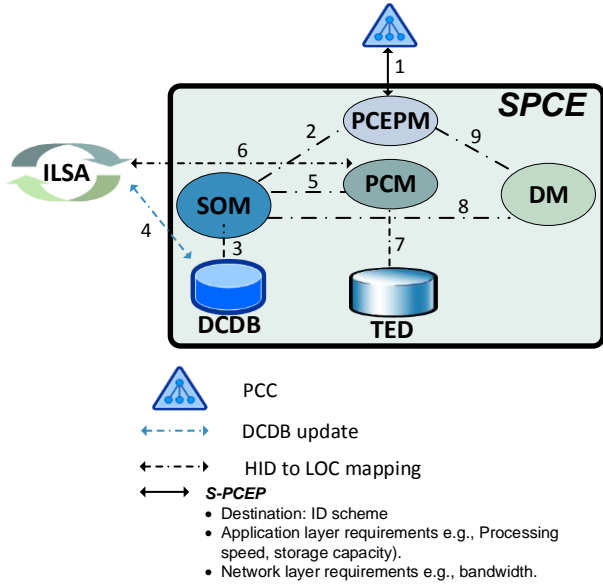 1
SPCE
PCEPM
2
9
6
ILSA
PCM
5
SOM
DM
8
4
3
7
DCDB
TED
PCC
DCDB update
HID to LOC mapping
S-PCEP
• Destination: ID scheme
• Application layer requirements e.g., Processing
speed, storage capacity).
• Network layer requirements e.g., bandwidth.